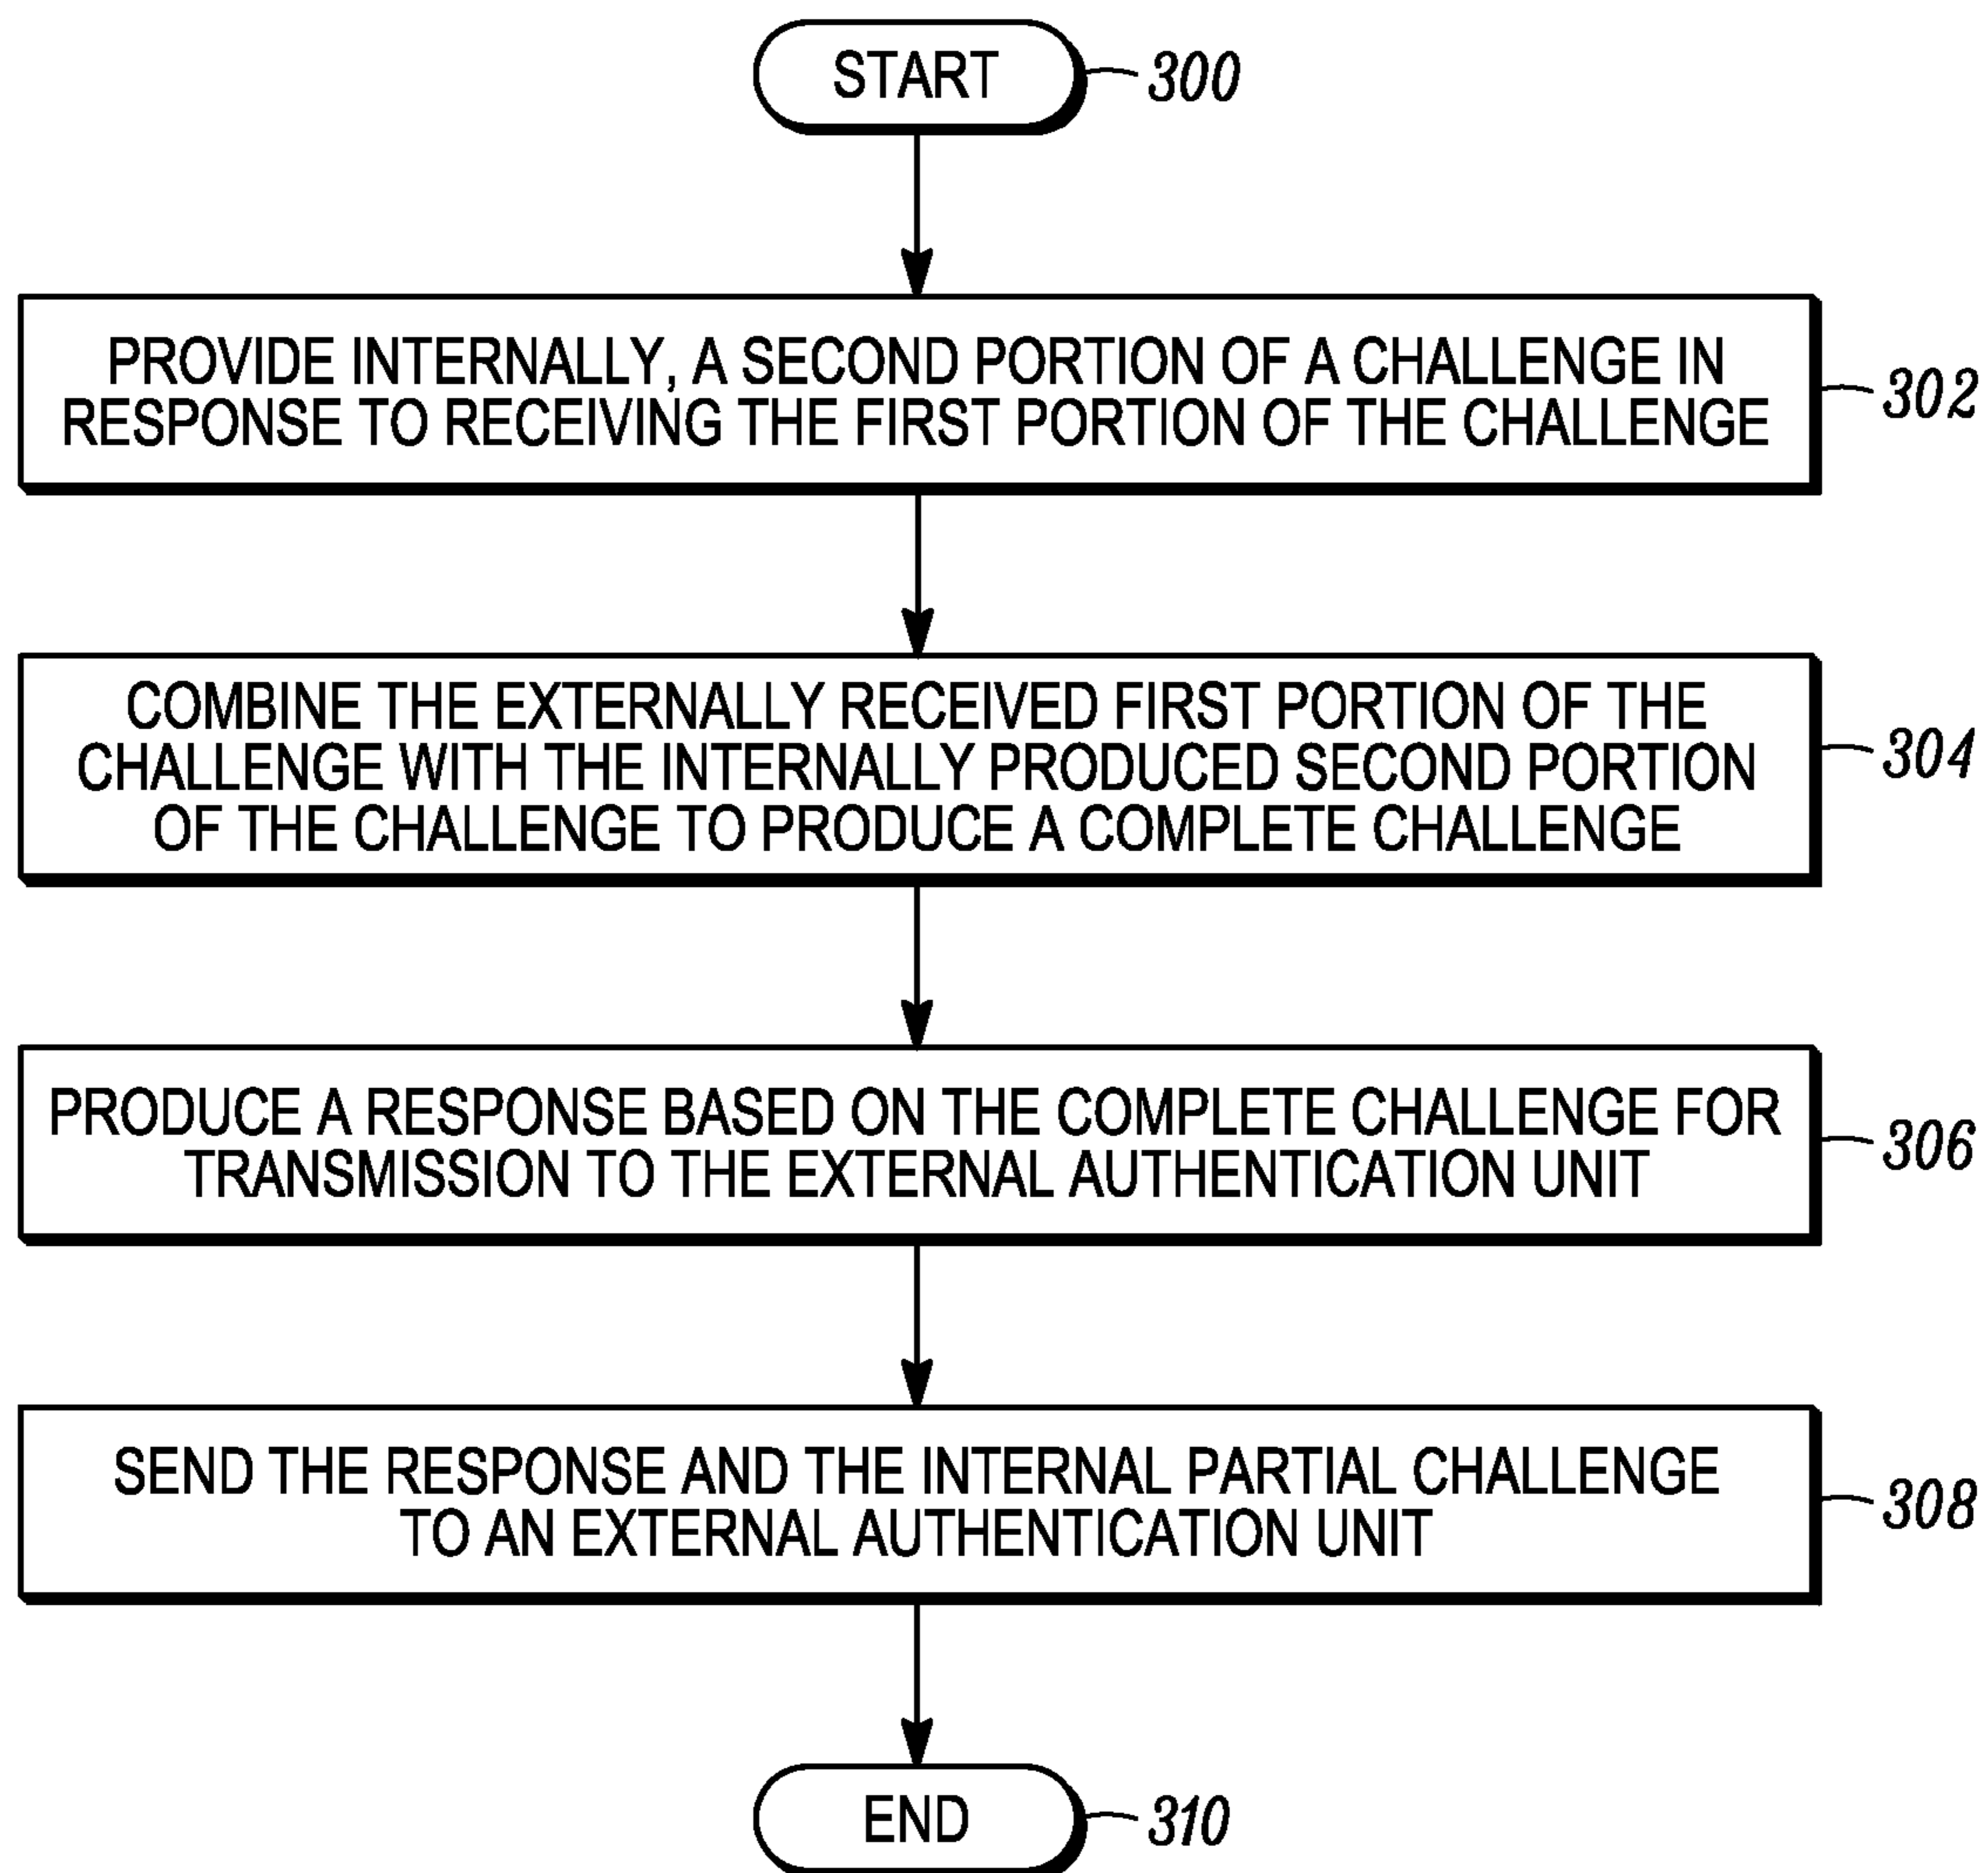 START
300
PROVIDE INTERNALLY, A SECOND PORTION OF A CHALLENGE IN
RESPONSE TO RECEIVING THE FIRST PORTION OF THE CHALLENGE
302
COMBINE THE EXTERNALLY RECEIVED FIRST PORTION OF THE
CHALLENGE WITH THE INTERNALLY PRODUCED SECOND PORTION
OF THE CHALLENGE TO PRODUCE A COMPLETE CHALLENGE
304
PRODUCE A RESPONSE BASED ON THE COMPLETE CHALLENGE FOR
TRANSMISSION TO THE EXTERNAL AUTHENTICATION UNIT
306
SEND THE RESPONSE AND THE INTERNAL PARTIAL CHALLENGE
TO AN EXTERNAL AUTHENTICATION UNIT
308
END
310